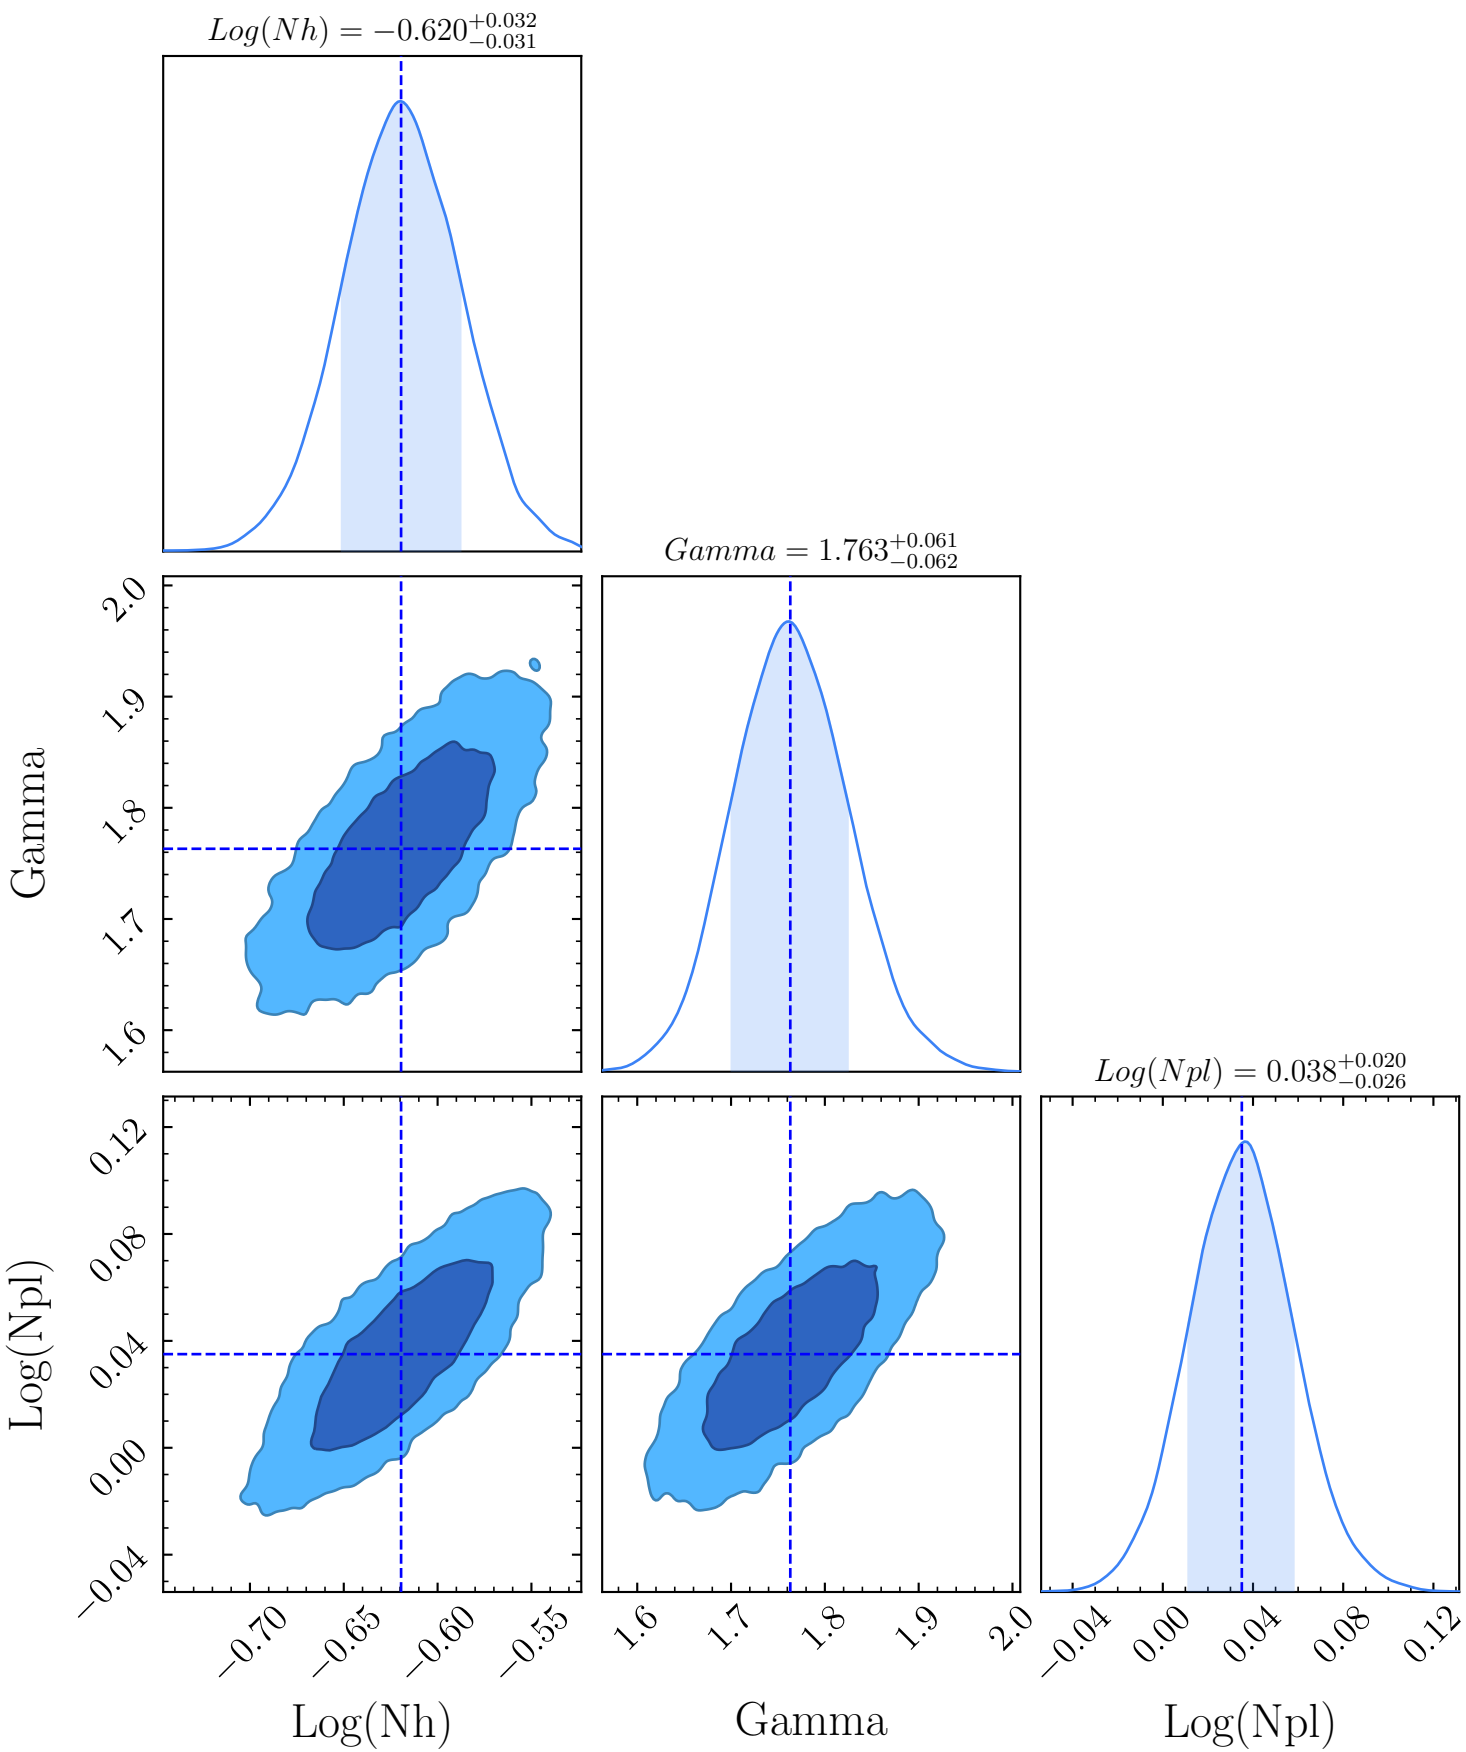 Log(Nh) = −0.620 +0.032 −0.031
Gamma = 1.763 +0.061 −0.062
2.0
1.9
1.8
1.7
1.6
Gamma
Log(Npl) = 0.038 +0.020 −0.026
0.12
0.08
0.04
0.00
−0.04
Log(Npl)
−0.70 −0.65 −0.60 −0.55
1.6 1.7 1.8 1.9 2.0
−0.04 0.00 0.04 0.08 0.12
Log(Nh)
Gamma
Log(Npl)